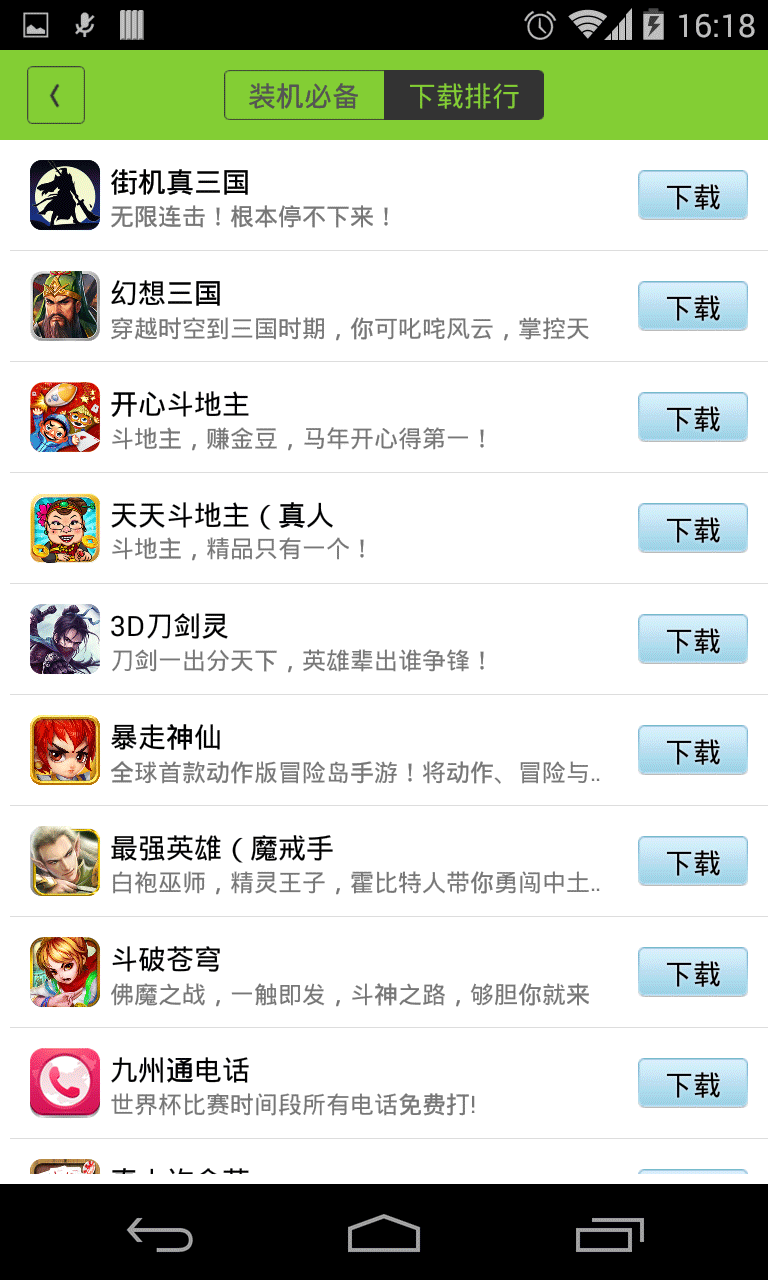 16:18
装机必备
下载排行
街机真三国
无限连击！根本停不下来！
下载
幻想三国
穿越时空到三国时期，你可叱咤风云，掌控天
下载
开心斗地主
斗地主，赚金豆，马年开心得第一！
下载
天天斗地主（真人
斗地主，精品只有一个！
下载
3D刀剑灵
刀剑一出分天下，英雄辈出谁争锋！
下载
暴走神仙
全球首款动作版冒险岛手游！将动作、冒险与..
下载
最强英雄（魔戒手
白袍巫师，精灵王子，霍比特人带你勇闯中土..
下载
斗破苍穹
佛魔之战，一触即发，斗神之路，够胆你就来
下载
九州通电话
世界杯比赛时间段所有电话免费打!
下载